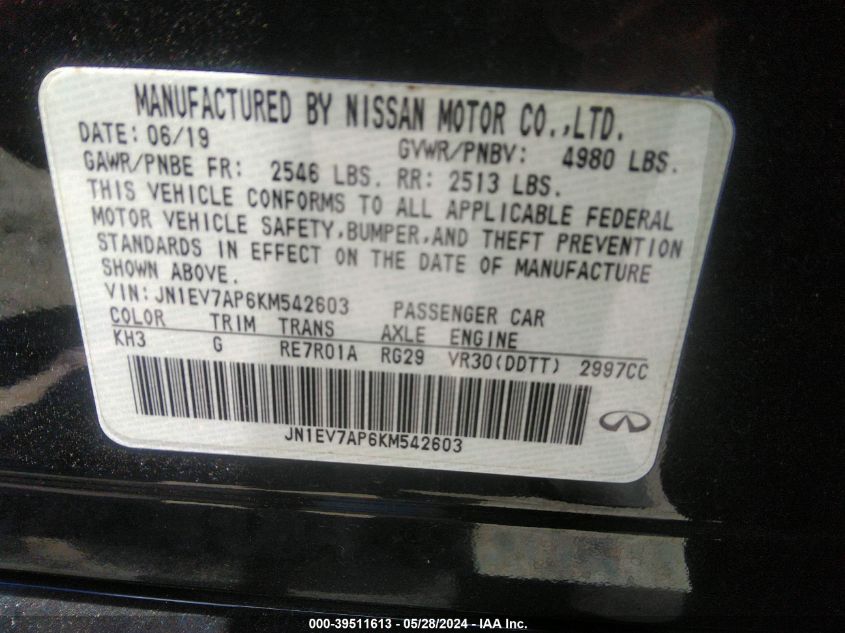 MANUFACTURED BY NISSAN MOTOR CO.,LTD.
DATE: 06/19 GVWR/PNBV: 4980 LBS.
GAWR/PNBE FR: 2546 LBS. RR: 2513 LBS.
THIS VEHICLE CONFORMS TO ALL APPLICABLE FEDERAL
MOTOR VEHICLE SAFETY,BUMPER,AND THEFT PREVENTION
STANDARDS IN EFFECT ON THE DATE OF MANUFACTURE
SHOWN ABOVE.
VIN:JN1EV7AP6KM542603 PASSENGER CAR
COLOR TRIM TRANS AXLE ENGINE
KH3 G RE7R01A RG29 VR30(DDTT) 2997CC
JN1EV7AP6KM542603
000-39511613 - 05/28/2024 - IAA Inc.